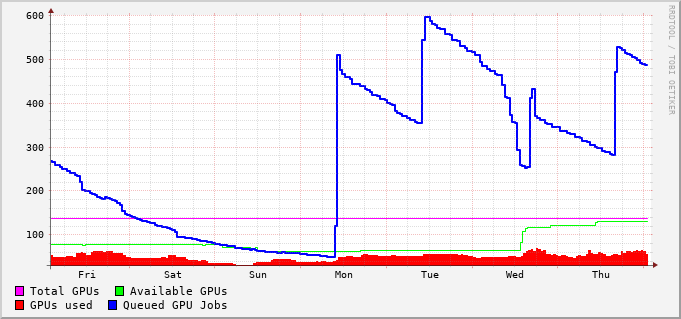 600
500
400
300
200
100
Fri Sat Sun Mon Tue Wed Thu
Total GPUs Available GPUs
GPUs used Queued GPU Jobs
RRDTOOL / TOBI OETIKER